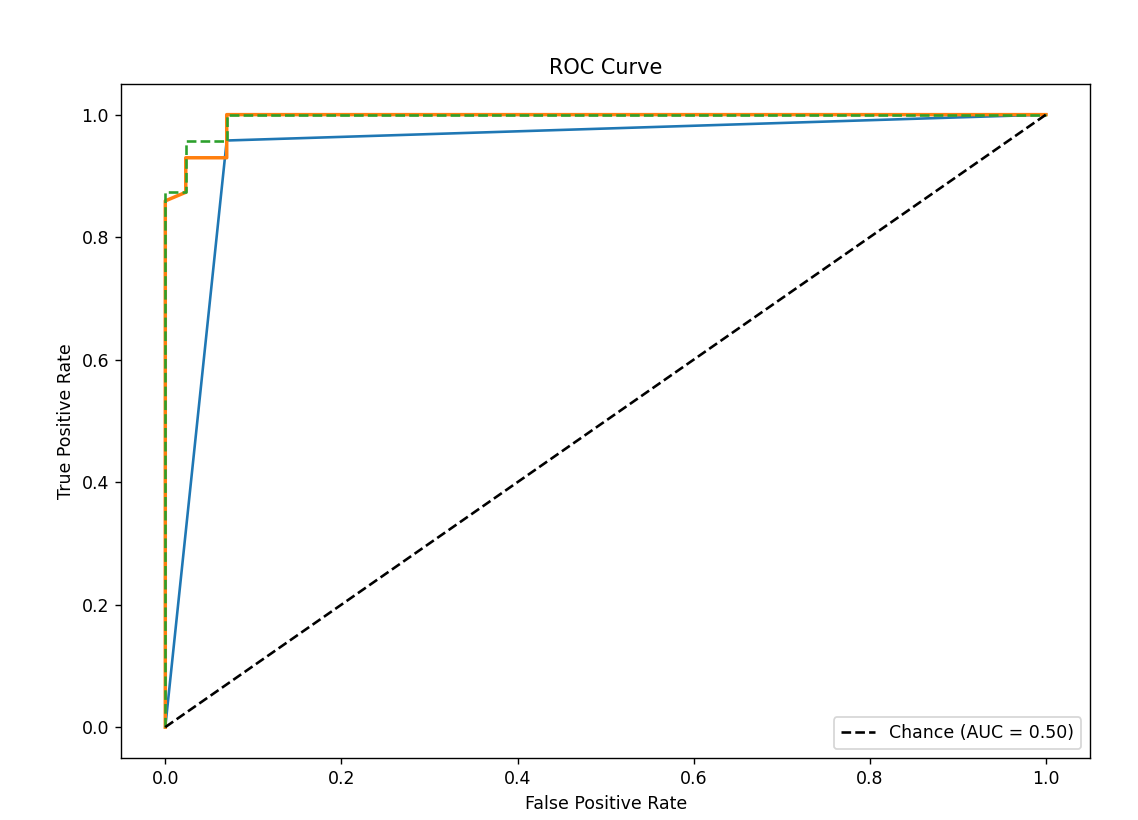 ROC Curve
True Positive Rate
1.0
0.8
0.6
0.4
0.2
0.0
Chance (AUC = 0.50)
0.0 0.2 0.4 0.6 0.8 1.0
False Positive Rate